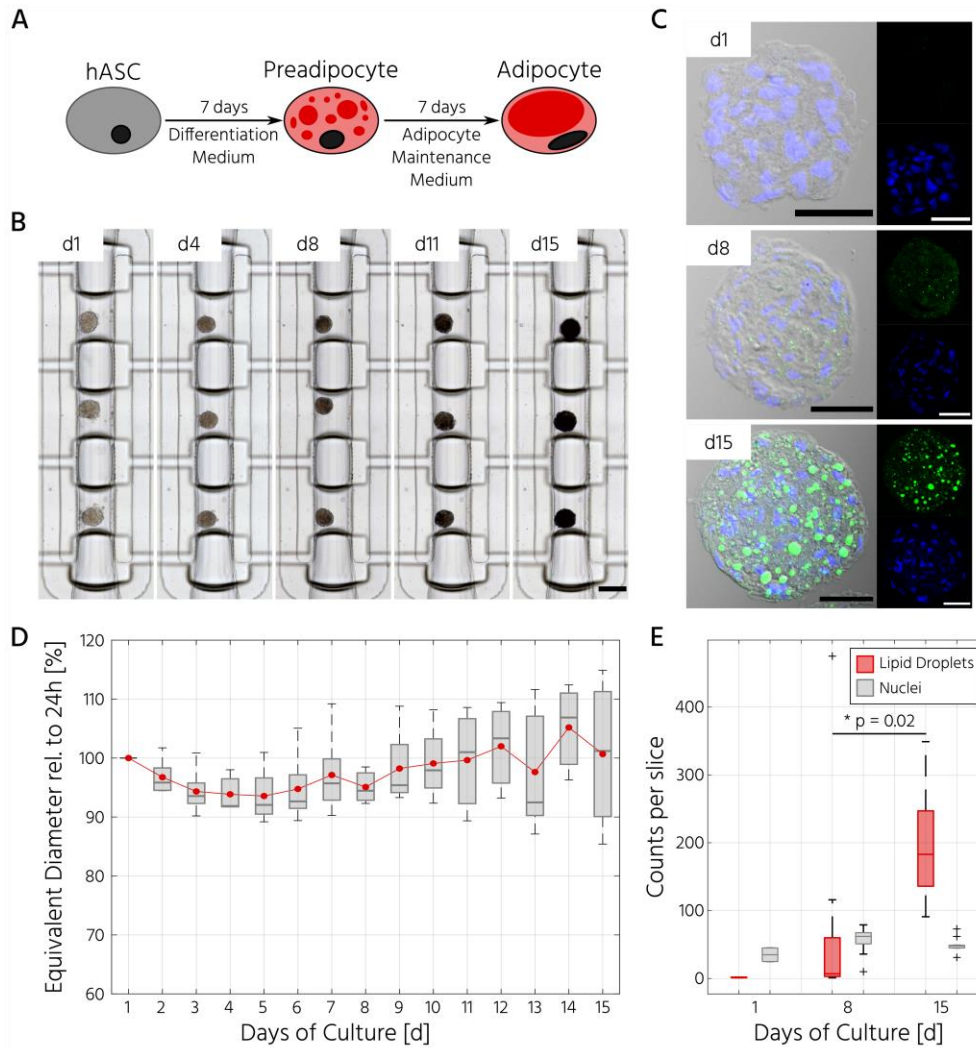 A
hASC
7 days
Differentiation
Medium
Preadipocyte
7 days
Adipocyte
Maintenance
Medium
Adipocyte
B
d1
d4
d8
d11
d15
C
d1
d8
d15
D
Equivalent Diameter rel. to 24h [%]
120
110
100
90
80
70
60
1 2 3 4 5 6 7 8 9 10 11 12 13 14 15
Days of Culture [d]
E
Counts per slice
Lipid Droplets
Nuclei
* p = 0.02
400
300
200
100
0
1 8 15
Days of Culture [d]